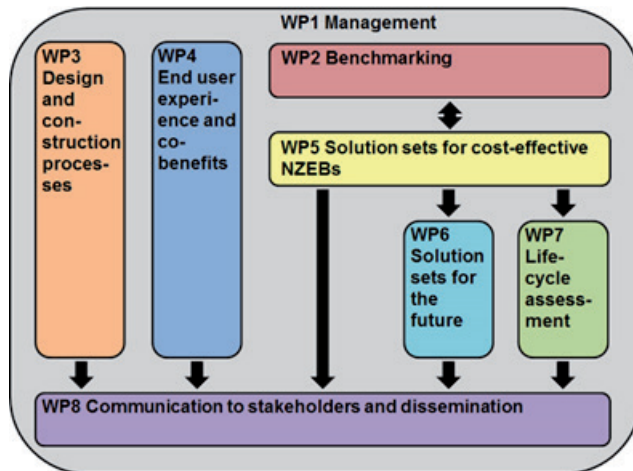 WP1 Management
WP3
Design
and
con-
struction
proces-
ses
WP4
End user
experi-
ence and
co-
benefits
WP2 Benchmarking
WP5 Solution sets for cost-effective
NZEBs
WP6
Solution
sets for
the
future
WP7
Life-
cycle
assess-
ment
WP8 Communication to stakeholders and dissemination